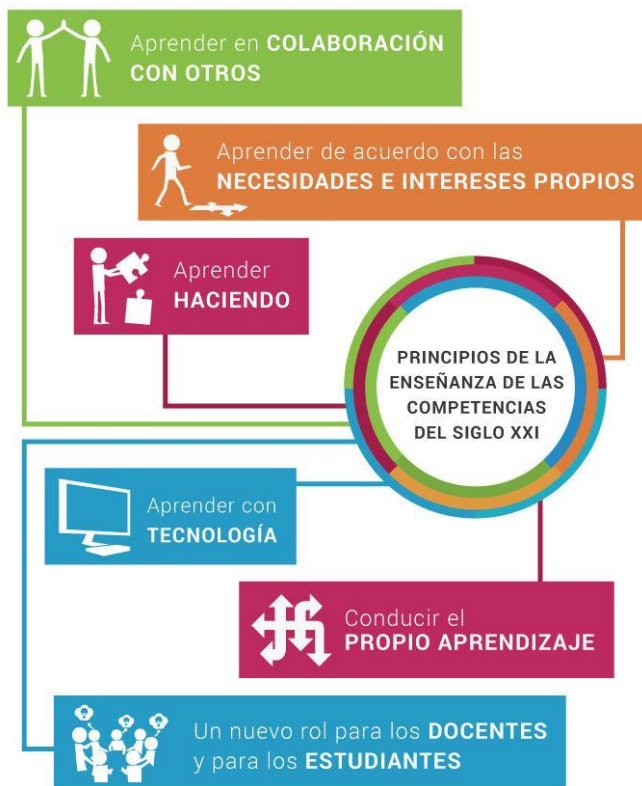 Aprender en COLABORACIÓN
CON OTROS
Aprender de acuerdo con las
NECESIDADES E INTERESES PROPIOS
Aprender
HACIENDO
PRINCIPIOS DE LA
ENSEÑANZA DE LAS
COMPETENCIAS
DEL SIGLO XXI
Aprender con
TECNOLOGÍA
Conducir el
PROPIO APRENDIZAJE
Un nuevo rol para los DOCENTES
y para los ESTUDIANTES